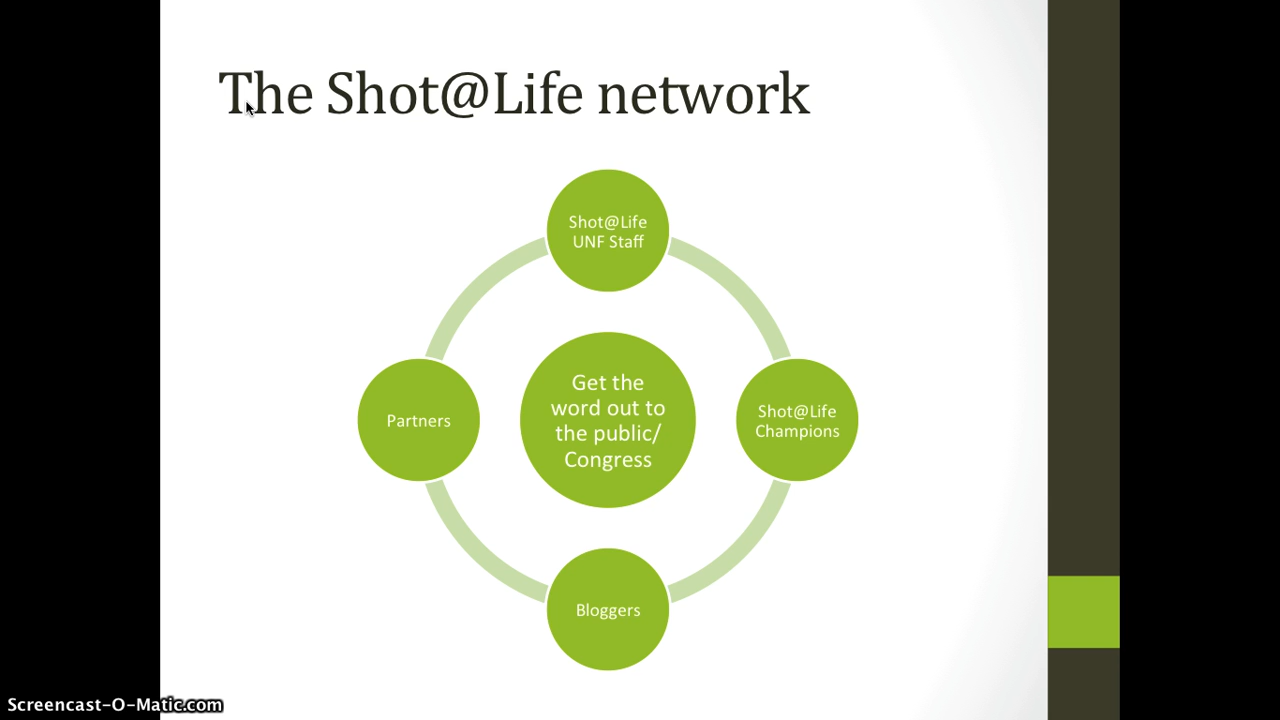 The Shot@Life network
Shot@Life
UNF Staff
Partners
Get the
word out to
the public/
Congress
Shot@Life
Champions
Bloggers
Screencast-O-Matic.com